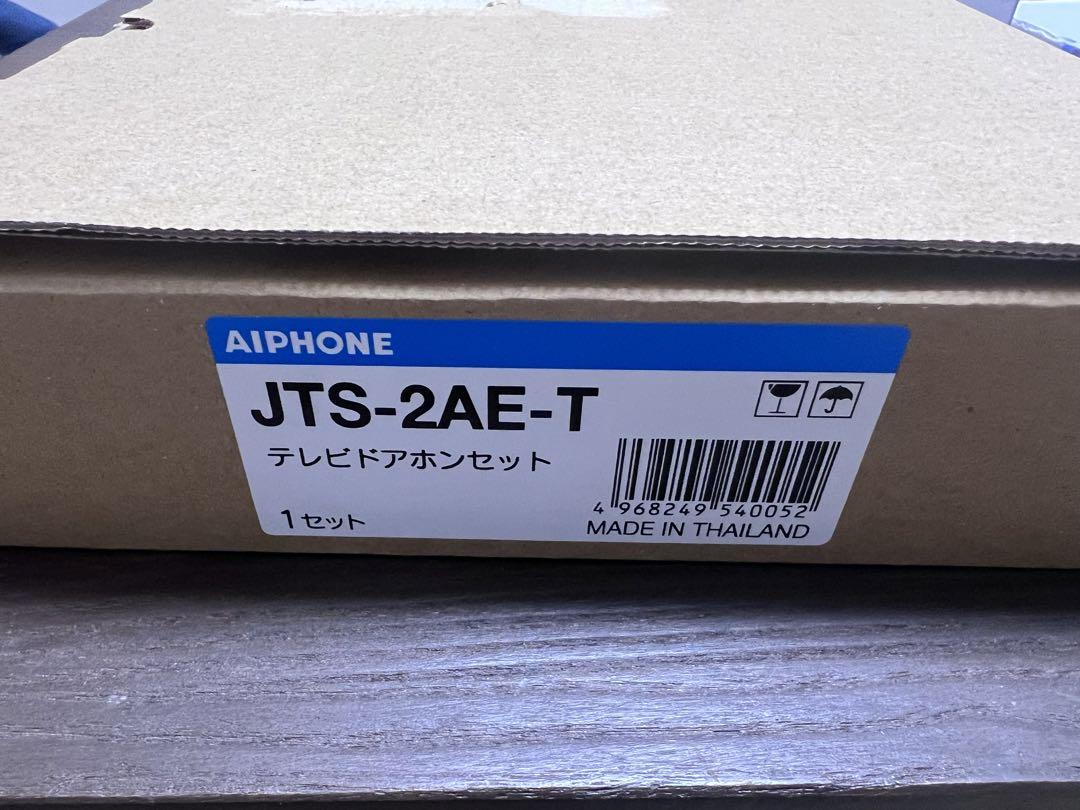 AIPHONE
JTS-2AE-T
テレビドアホンセット
1セット
4 968249 540052
MADE IN THAILAND